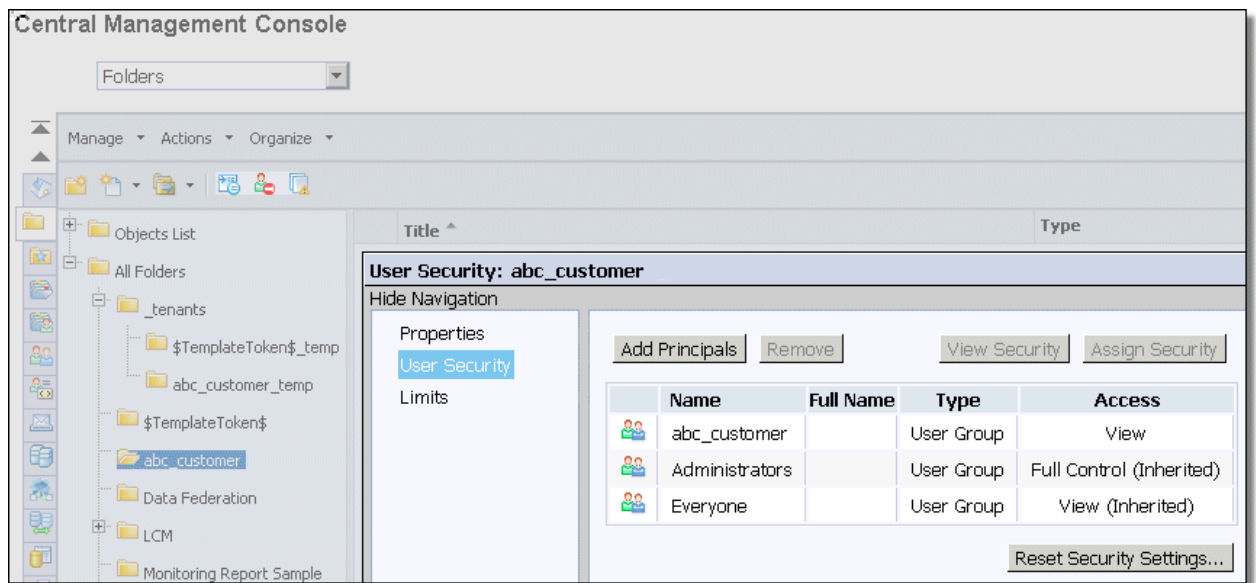 Central Management Console
Folders
Manage Actions Organize
Title Type
Objects List
All Folders
_tenants
$TemplateToken$_temp
abc_customer_temp
$TemplateToken$
abc_customer
Data Federation
LCM
Monitoring Report Sample
User Security: abc_customer
Hide Navigation
Properties
User Security
Limits
Add Principals Remove View Security Assign Security
Name Full Name Type Access
abc_customer User Group View
Administrators User Group Full Control (Inherited)
Everyone User Group View (Inherited)
Reset Security Settings...